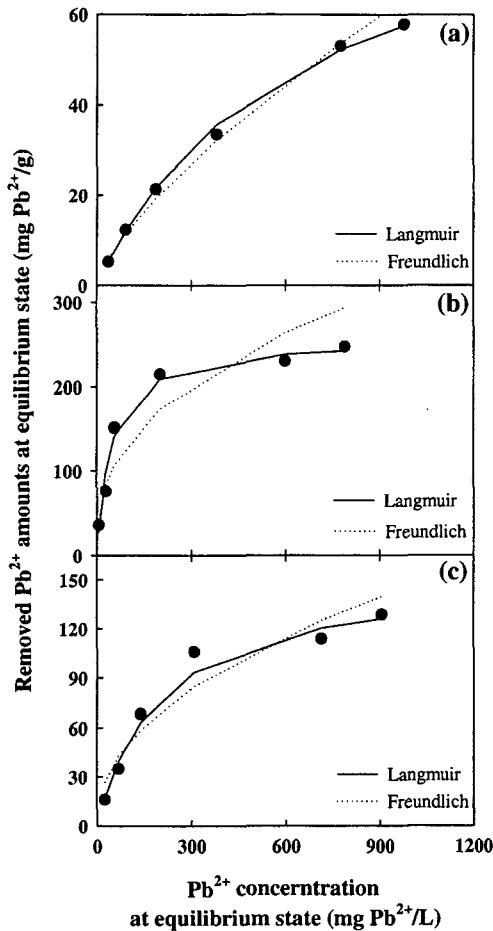 Removed Pb2+ amounts at equilibrium state (mg Pb2+/g)
60
(a)
40
20
Langmuir
Freundlich
0
300
(b)
200
100
Langmuir
Freundlich
0
150
(c)
120
90
60
30
Langmuir
Freundlich
0
0 300 600 900 1200
Pb2+ concerntration
at equilibrium state (mg Pb2+/L)